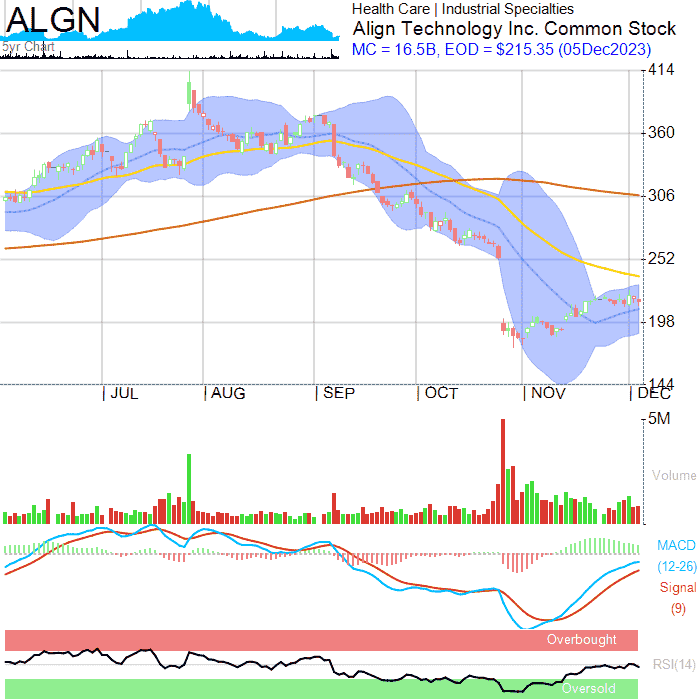 ALGN
5yr Chart
Health Care | Industrial Specialties
Align Technology Inc. Common Stock
MC = 16.5B, EOD = $215.35 (05Dec2023)
414
360
306
252
198
144
JUL AUG SEP OCT NOV DEC
5M
Volume
MACD
(12-26)
Signal
(9)
Overbought
RSI(14)
Oversold